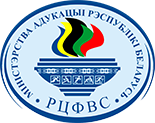 МІНІСТЭРСТВА АДУКАЦЫІ РЭСПУБЛІКІ БЕЛАРУСЬ
РЦФВС